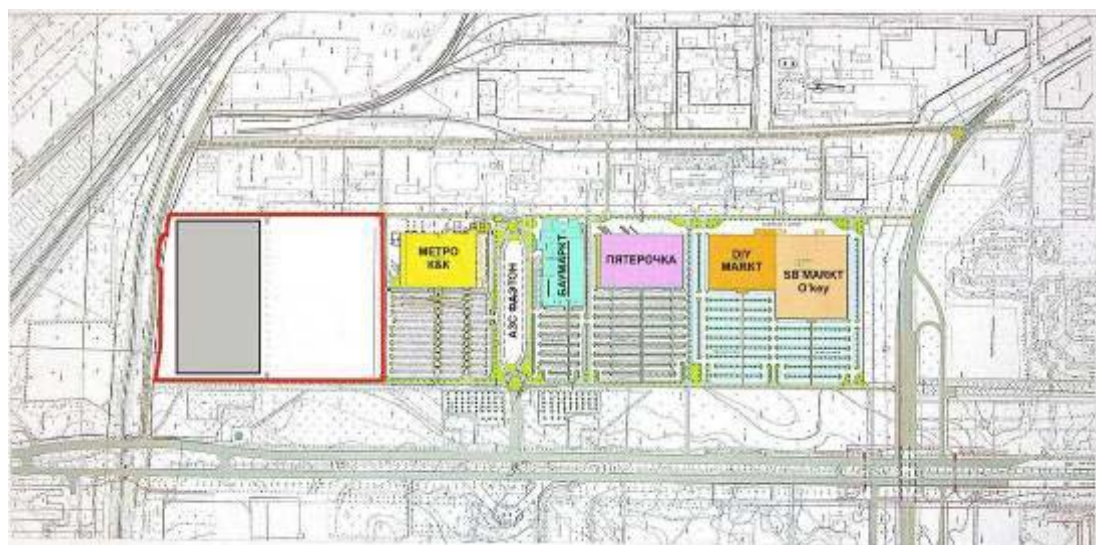 МЕТРО
K&K
АЗС ФАЭТОН
БАУМАРКТ
ПЯТЕРОЧКА
DIY
MARKT
SB MARKT
O'key